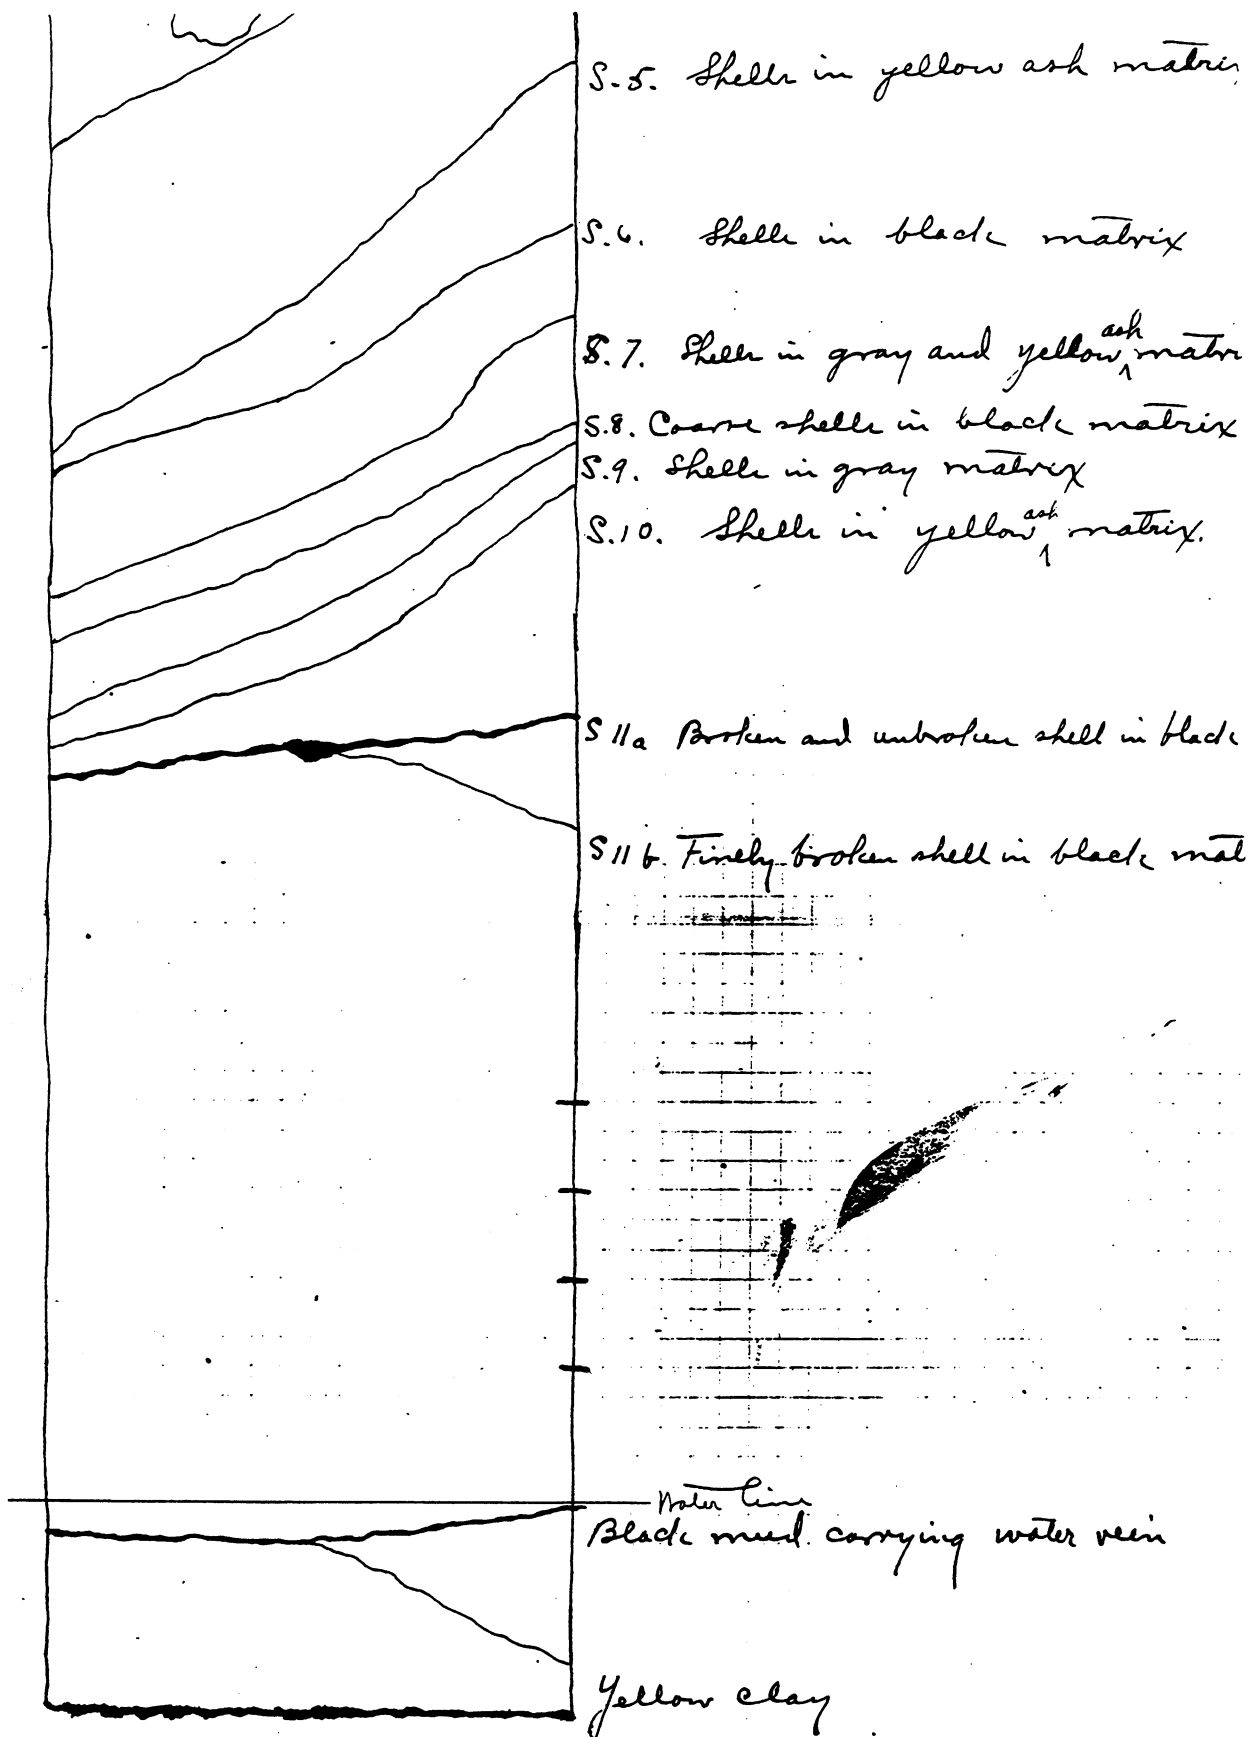 S-5. Shells in yellow ash matrix
S.6. Shells in black matrix
S.7. Shells in gray and yellow ash matri
S.8. Coarse shells in black matrix
S.9. Shells in gray matrix
S.10. Shells in yellow ash matrix.
S 11a Broken and unbroken shell in black
S 11 b. Finely broken shell in black mat
Water line
Black mud. carrying water vein
Yellow clay